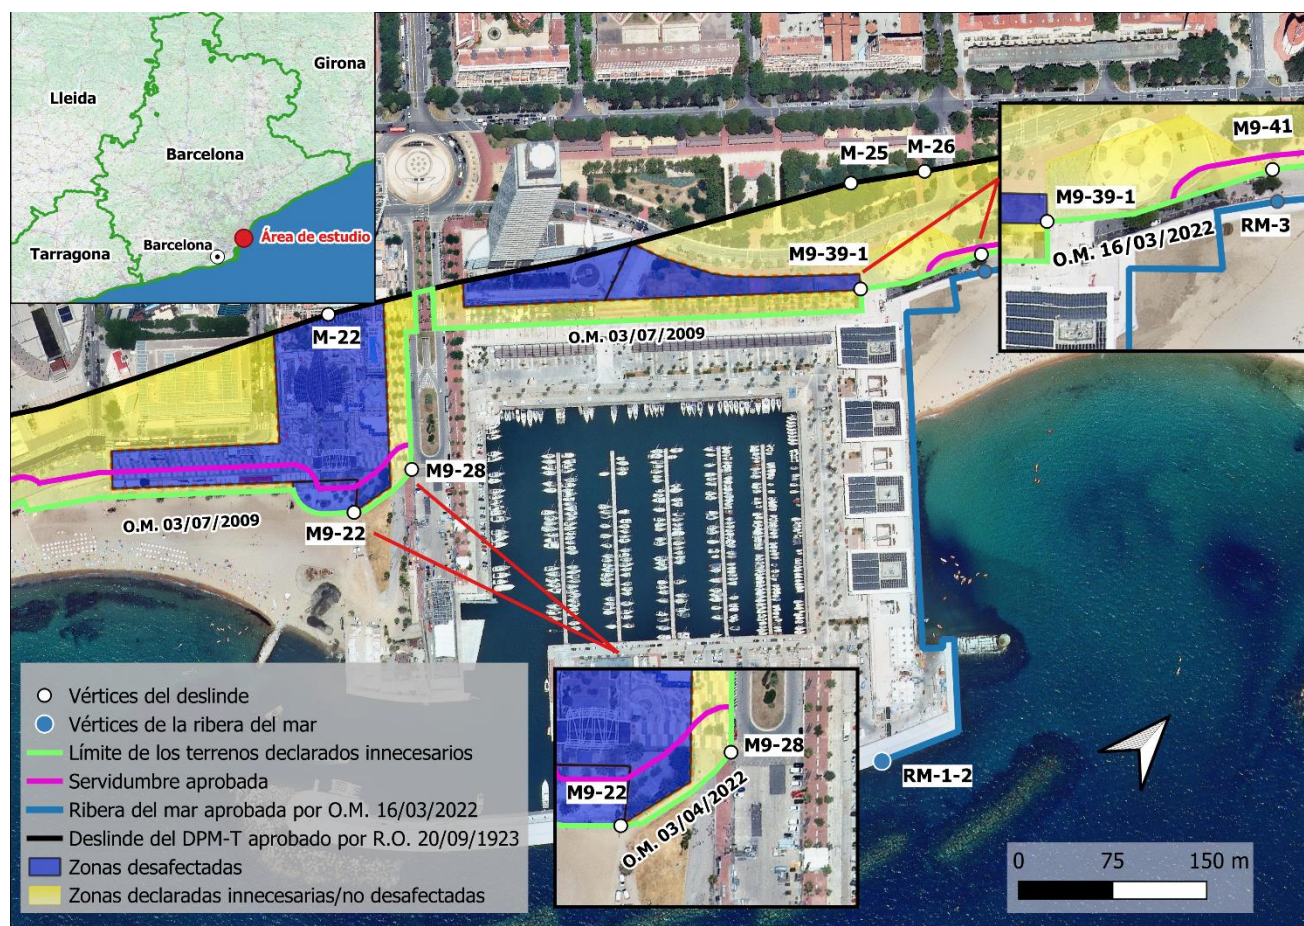 Girona
Lleida
Barcelona
Tarragona
Barcelona
Área de estudio
M-25
M-26
M9-41
M9-39-1
RM-3
O.M. 16/03/2022
M9-39-1
O.M. 03/07/2009
M-22
M9-28
O.M. 03/07/2009
M9-22
M9-28
M9-22
O.M. 03/04/2022
RM-1-2
Vértices del deslinde
Vértices de la ribera del mar
Límite de los terrenos declarados innecesarios
Servidumbre aprobada
Ribera del mar aprobada por O.M. 16/03/2022
Deslinde del DPM-T aprobado por R.O. 20/09/1923
Zonas desafectadas
Zonas declaradas innecesarias/no desafectadas
0 75 150 m